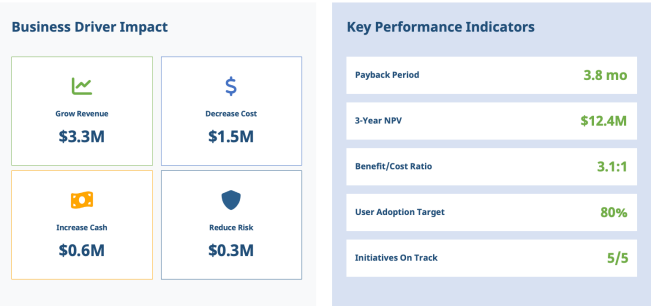 Business Driver Impact
Grow Revenue
$3.3M
Decrease Cost
$1.5M
Increase Cash
$0.6M
Reduce Risk
$0.3M
Key Performance Indicators
Payback Period 3.8 mo
3-Year NPV $12.4M
Benefit/Cost Ratio 3.1:1
User Adoption Target 80%
Initiatives On Track 5/5